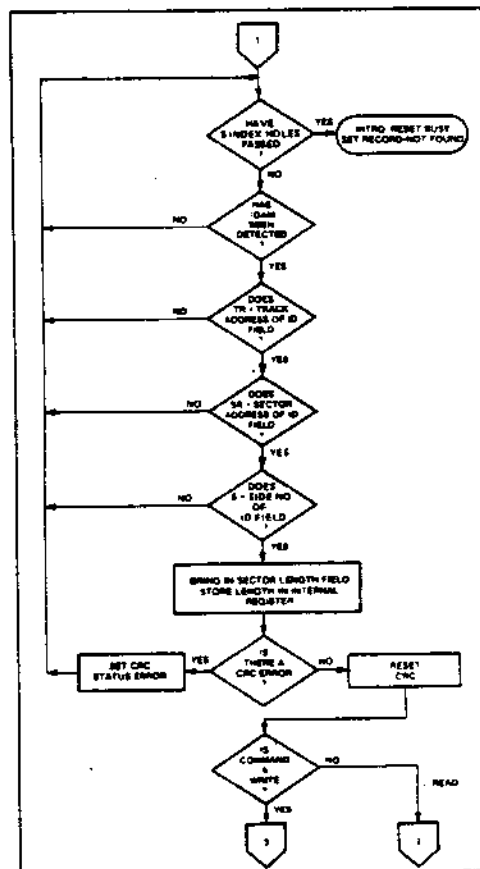 1
HAVE
5 INDEX HOLES
PASSED
?
YES
INTRQ RESET BUSY
SET RECORD-NOT FOUND
NO
HAS
IDAM
BEEN
DETECTED
?
NO
YES
DOES
TR = TRACK
ADDRESS OF ID
FIELD
?
NO
YES
DOES
SR = SECTOR
ADDRESS OF ID
FIELD
?
NO
YES
DOES
S = SIDE NO
OF
ID FIELD
?
NO
YES
BRING IN SECTOR LENGTH FIELD
STORE LENGTH IN INTERNAL
REGISTER
IS
THERE A
CRC ERROR
?
YES
SET CRC
STATUS ERROR
NO
RESET
CRC
IS
COMMAND
A
WRITE
?
NO
READ
YES
3
2